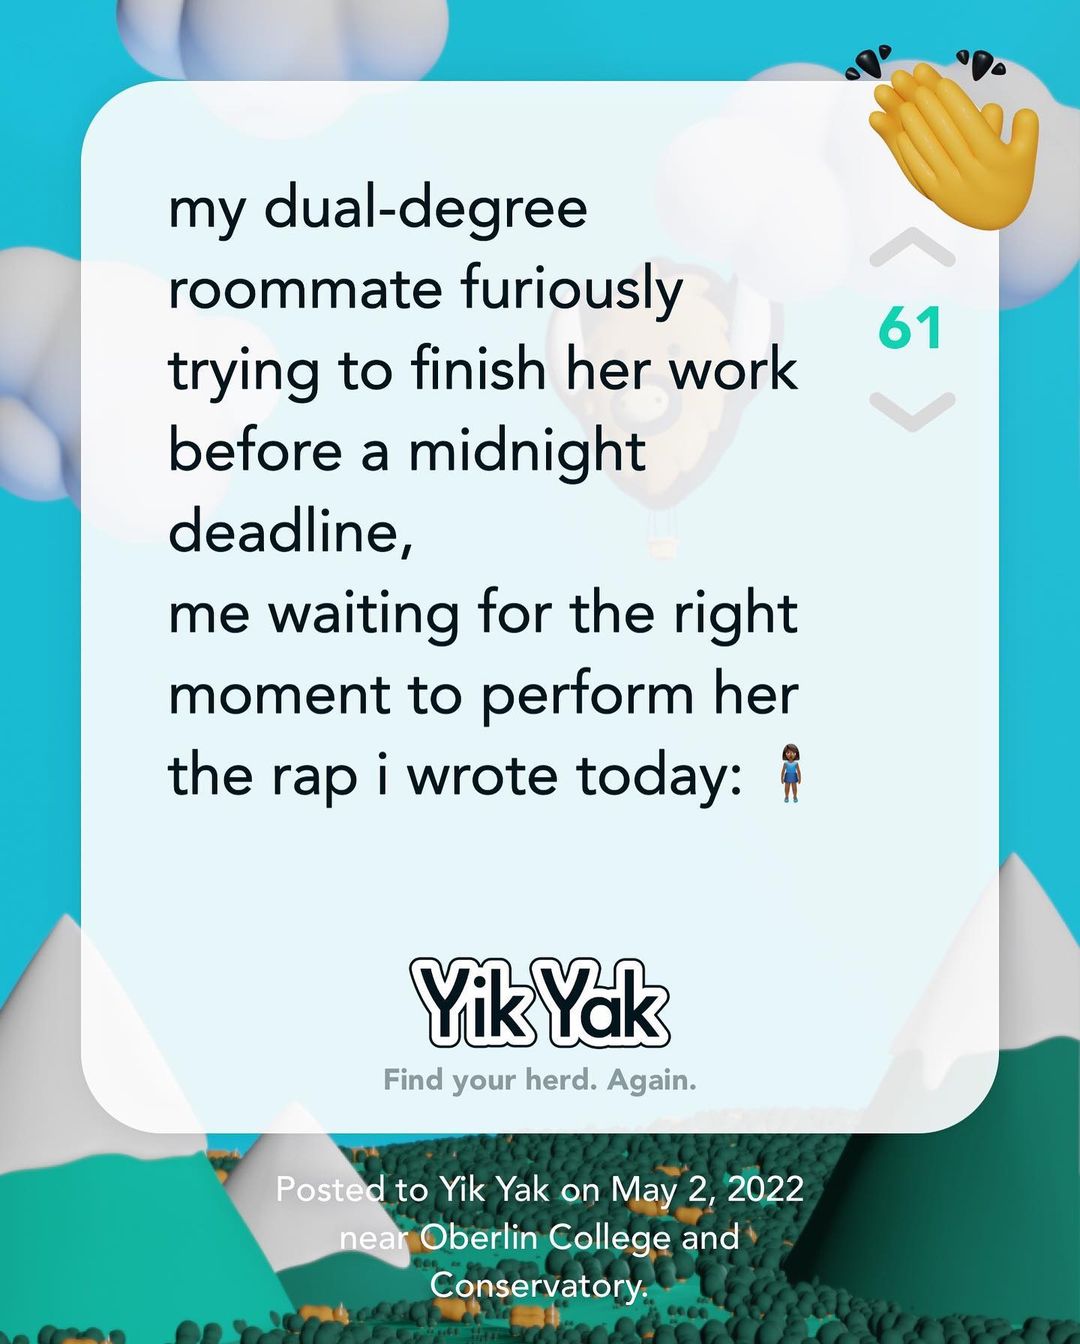 my dual-degree
roommate furiously
trying to finish her work
before a midnight
deadline,
me waiting for the right
moment to perform her
the rap i wrote today: 🧍🏾‍♀️
61
Yik Yak
Find your herd. Again.
Posted to Yik Yak on May 2, 2022
near Oberlin College and
Conservatory.